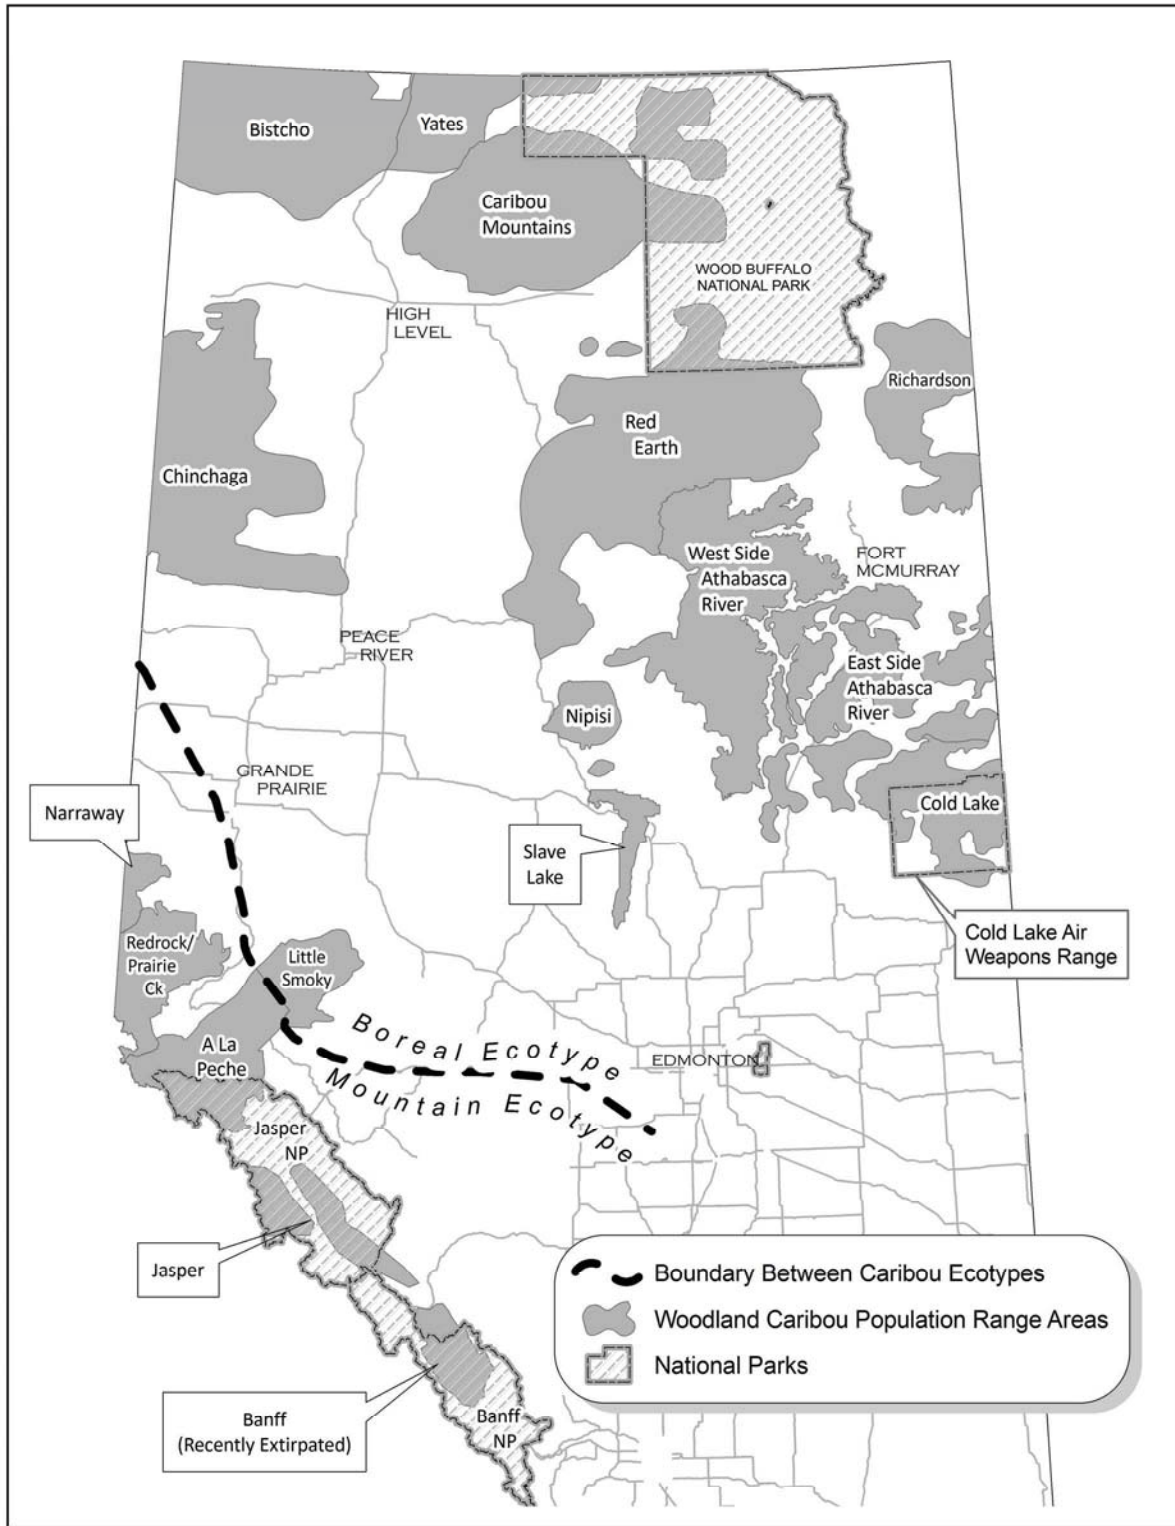 Bistcho
Yates
Caribou
Mountains
WOOD BUFFALO
NATIONAL PARK
HIGH
LEVEL
Richardson
Red
Earth
Chinchaga
West Side
Athabasca
River
FORT
MCMURRAY
PEACE
RIVER
East Side
Athabasca
River
Nipisi
GRANDE
PRAIRIE
Narraway
Cold Lake
Slave
Lake
Redrock/
Prairie
Ck
Little
Smoky
Cold Lake Air
Weapons Range
A La
Peche
Boreal Ecotype
Mountain Ecotype
EDMONTON
Jasper
NP
Jasper
Boundary Between Caribou Ecotypes
Woodland Caribou Population Range Areas
National Parks
Banff
(Recently Extirpated)
Banff
NP